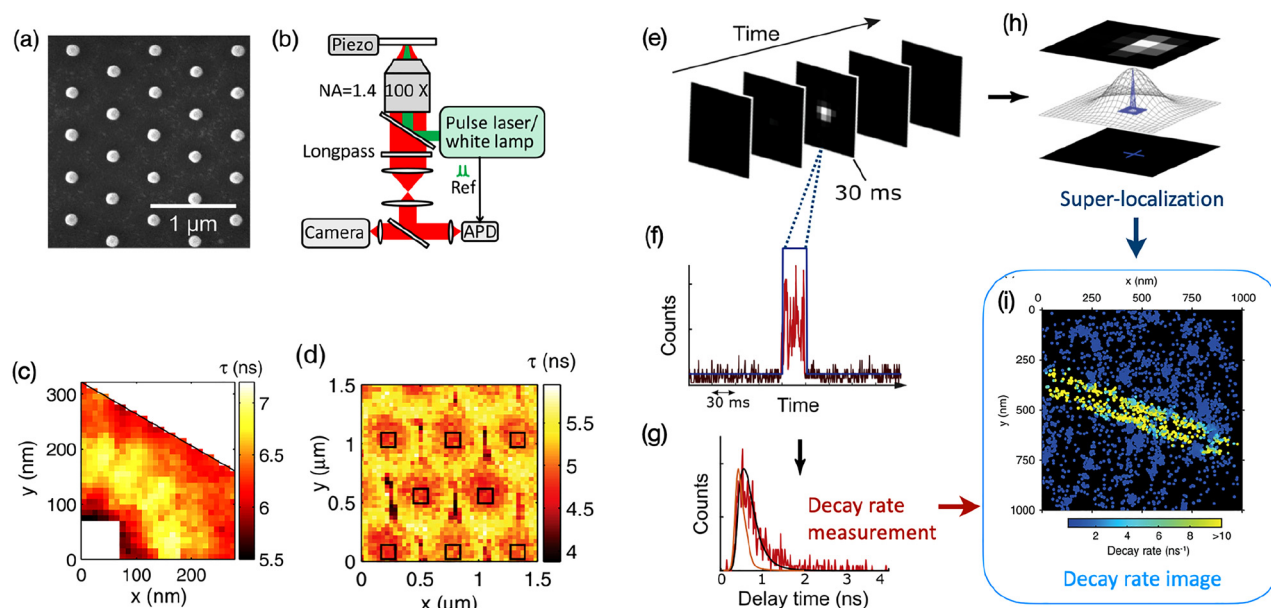 (a)
1 μm
(b)
Piezo
NA=1.4
100 X
Pulse laser/
white lamp
Longpass
Ref
Camera
APD
(c)
τ (ns)
300
200
100
0
y (nm)
0
100
200
x (nm)
7
6.5
6
5.5
(d)
τ (ns)
1.5
1
0.5
0
y (μm)
0
0.5
1
1.5
x (μm)
5.5
5
4.5
4
(e)
Time
30 ms
(f)
Counts
30 ms
Time
(g)
Counts
0
1
2
3
4
Delay time (ns)
Decay rate
measurement
(h)
Super-localization
(i)
x (nm)
0
250
500
750
1000
0
250
500
750
1000
y (nm)
2
4
6
8
>10
Decay rate (ns⁻¹)
Decay rate image